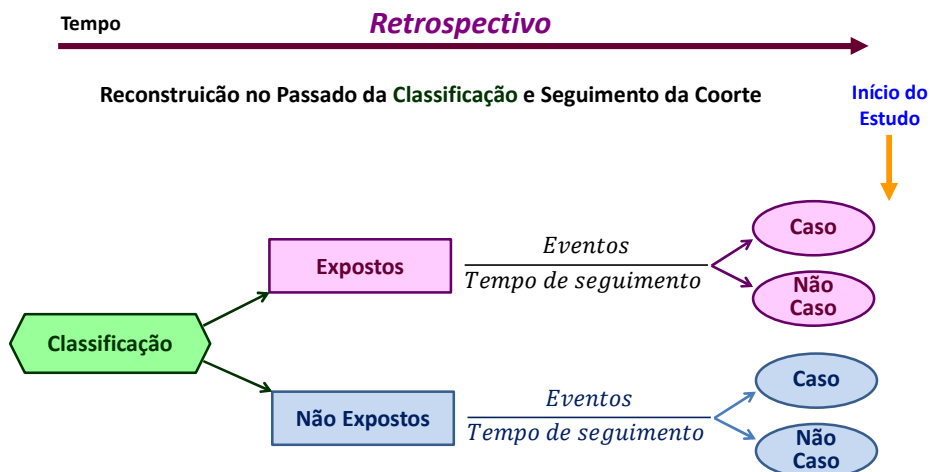 Tempo
Retrospectivo
Reconstruicão no Passado da Classificação e Seguimento da Coorte
Início do
Estudo
Classificação
Expostos
Eventos
Tempo de seguimento
Caso
Não
Caso
Não Expostos
Eventos
Tempo de seguimento
Caso
Não
Caso